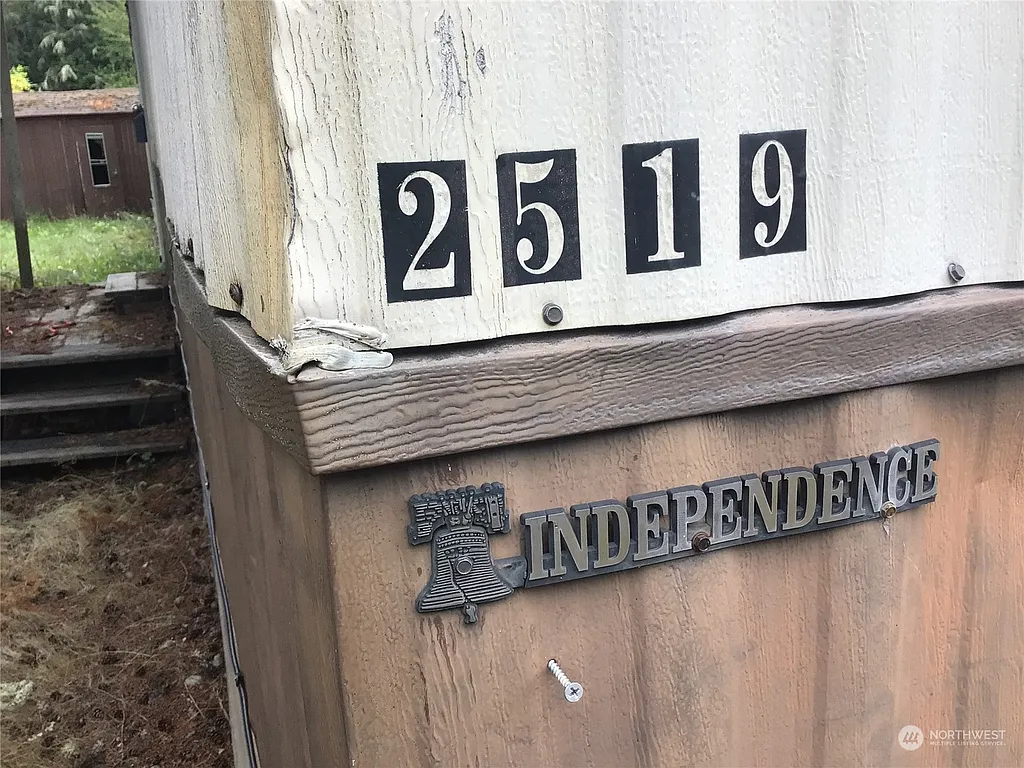 2519
INDEPENDENCE
NORTHWEST
MULTIPLE LISTING SERVICE